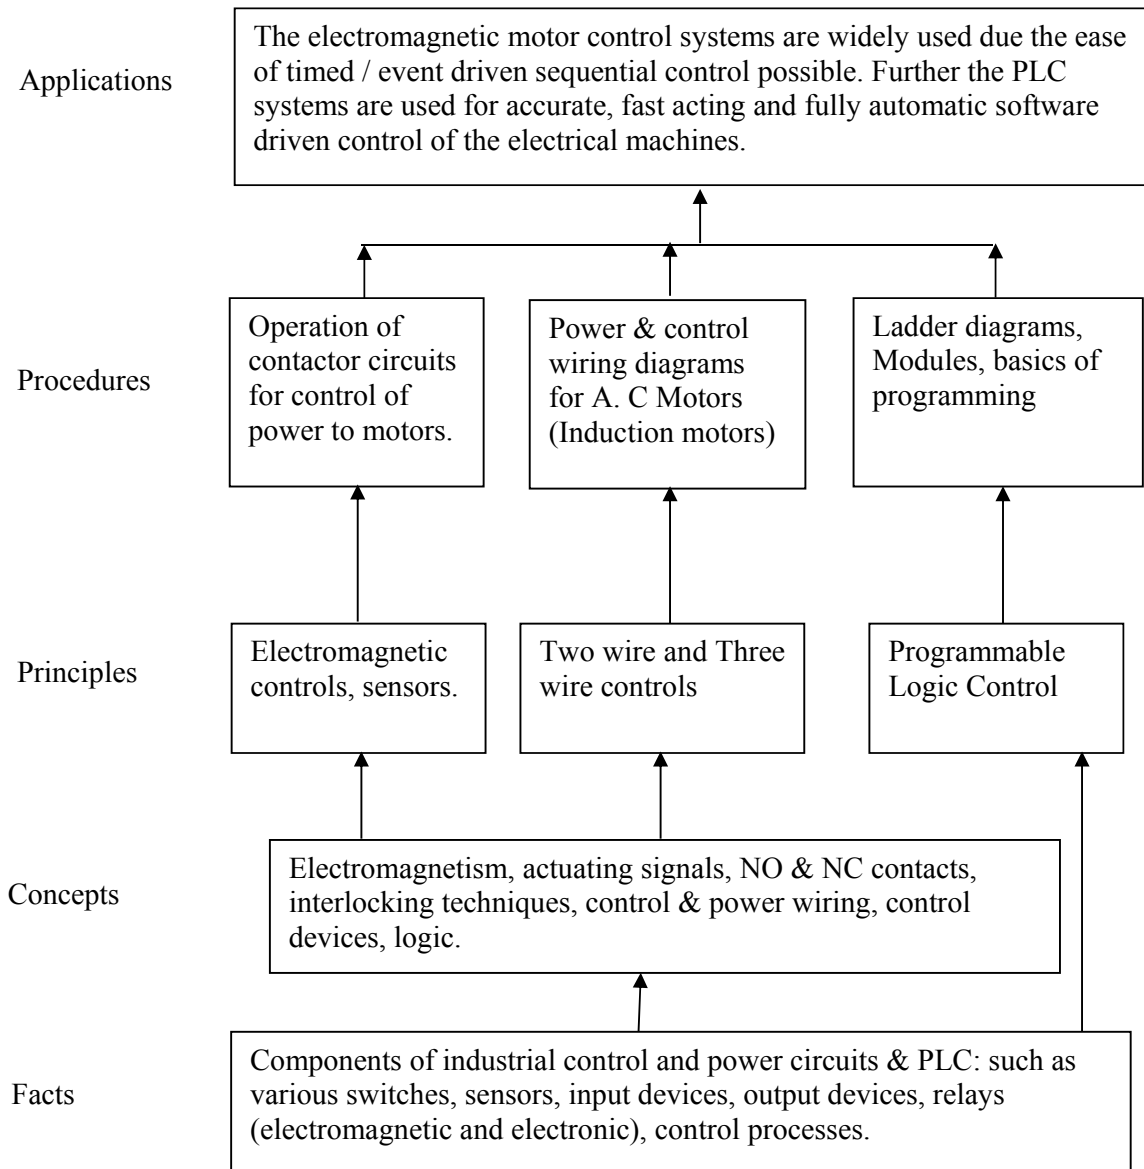 Applications
The electromagnetic motor control systems are widely used due the ease
of timed / event driven sequential control possible. Further the PLC
systems are used for accurate, fast acting and fully automatic software
driven control of the electrical machines.
Procedures
Operation of
contactor circuits
for control of
power to motors.
Power & control
wiring diagrams
for A. C Motors
(Induction motors)
Ladder diagrams,
Modules, basics of
programming
Principles
Electromagnetic
controls, sensors.
Two wire and Three
wire controls
Programmable
Logic Control
Concepts
Electromagnetism, actuating signals, NO & NC contacts,
interlocking techniques, control & power wiring, control
devices, logic.
Facts
Components of industrial control and power circuits & PLC: such as
various switches, sensors, input devices, output devices, relays
(electromagnetic and electronic), control processes.